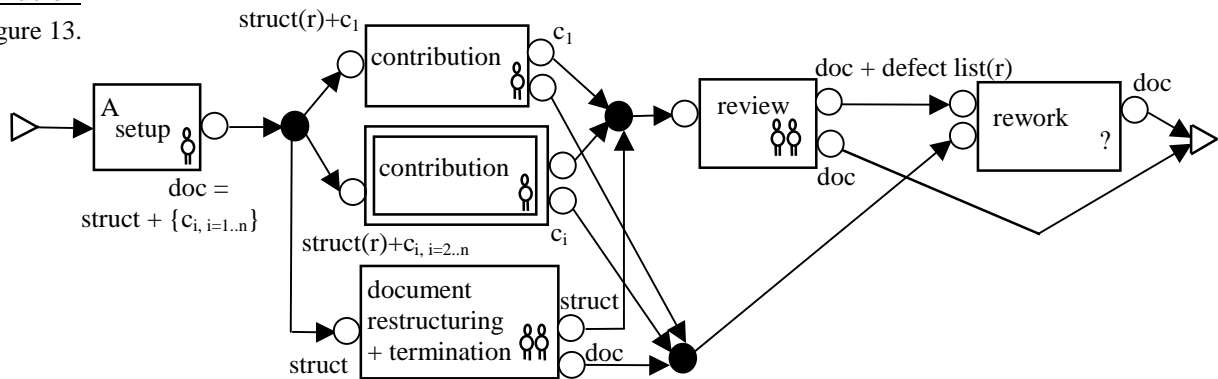 gure 13.
struct(r)+c1
contribution
c1
A
setup
doc =
struct + {ci, i=1..n}
contribution
ci
struct(r)+ci, i=2..n
document
restructuring
+ termination
struct
struct
doc
review
doc + defect list(r)
doc
rework
?
doc